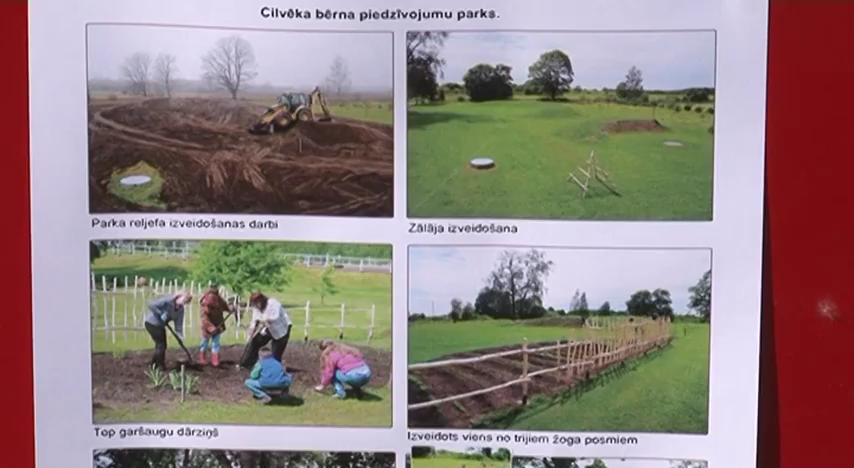 Cilvēka bērna piedzīvojumu parks.
Parka reljefa izveidošanas darbi
Zālāja izveidošana
Top garšaugu dārziņš
Izveidots viens no trijiem žoga posmiem